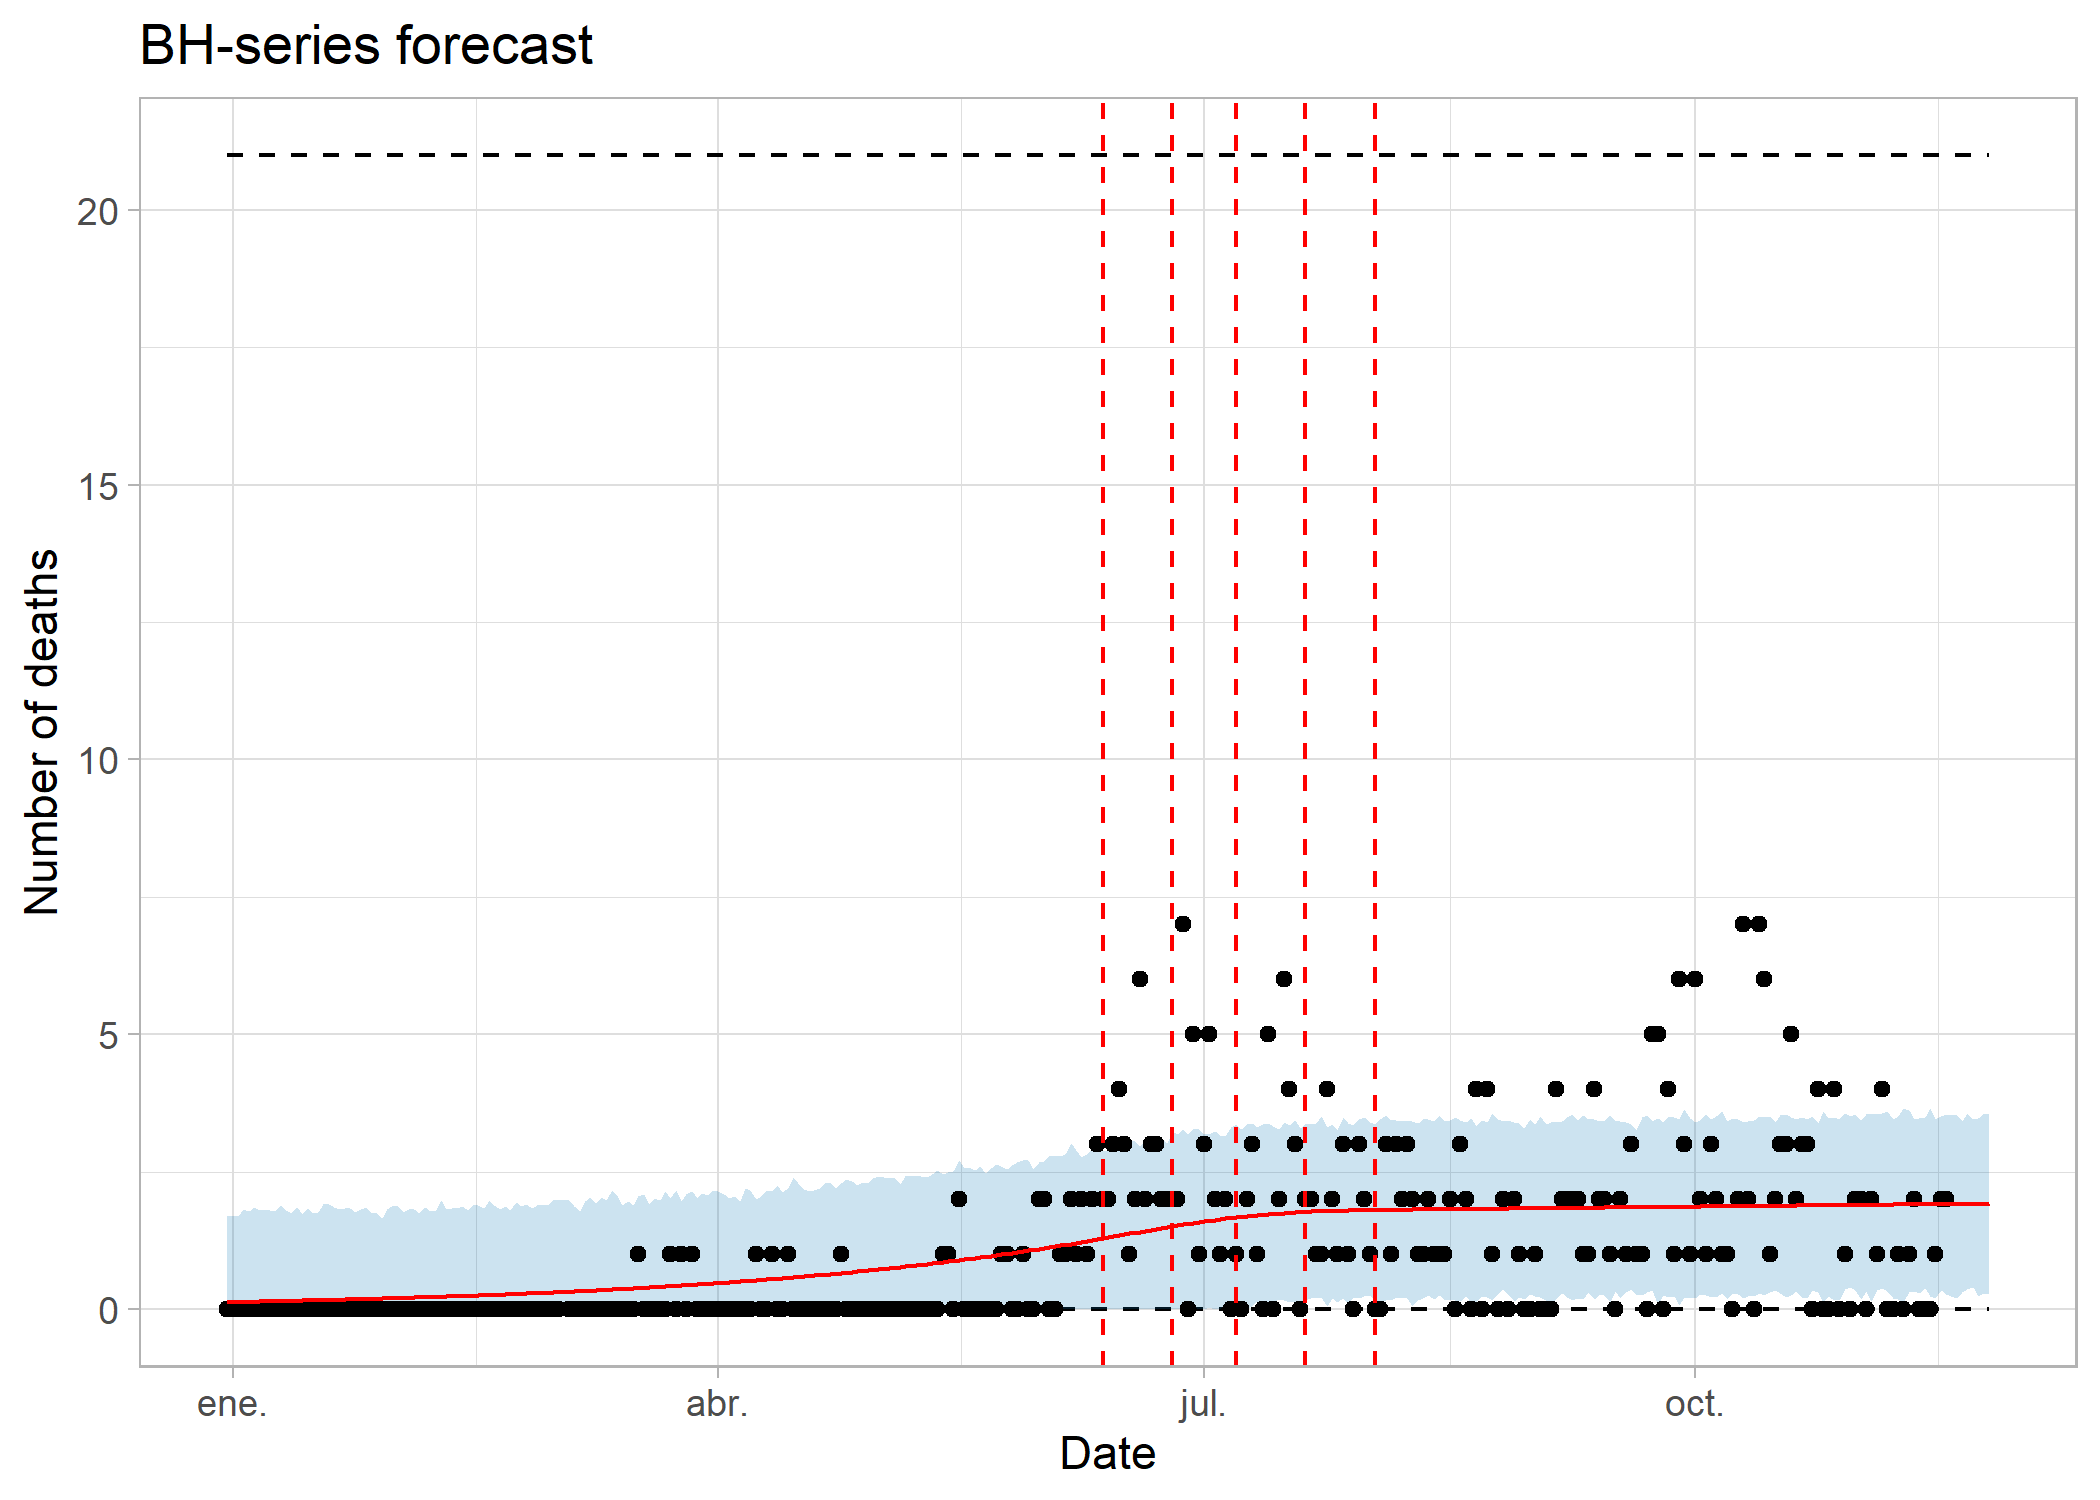 BH-series forecast
Number of deaths
20
15
10
5
0
ene.
abr.
jul.
oct.
Date